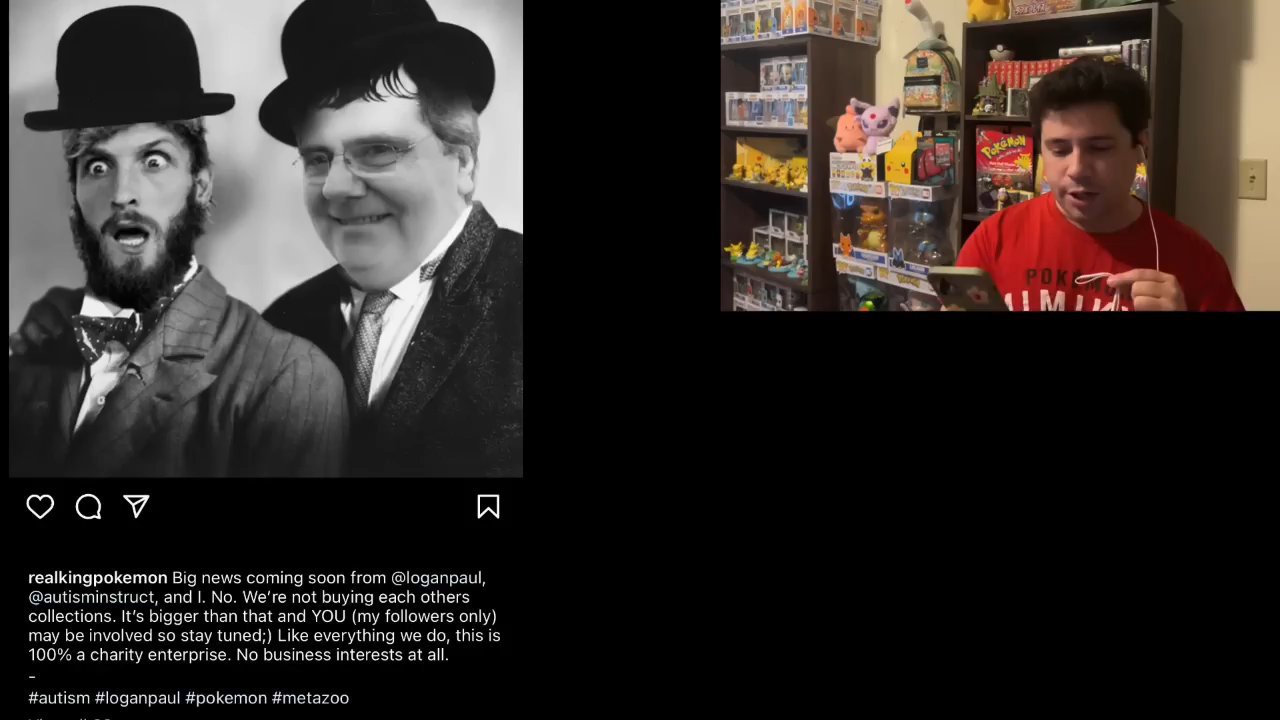 realkingpokemon Big news coming soon from @loganpaul,
@autisminstruct, and I. No. We’re not buying each others
collections. It’s bigger than that and YOU (my followers only)
may be involved so stay tuned;) Like everything we do, this is
100% a charity enterprise. No business interests at all.
-
#autism #loganpaul #pokemon #metazoo
POKÉMON
POKÉMON